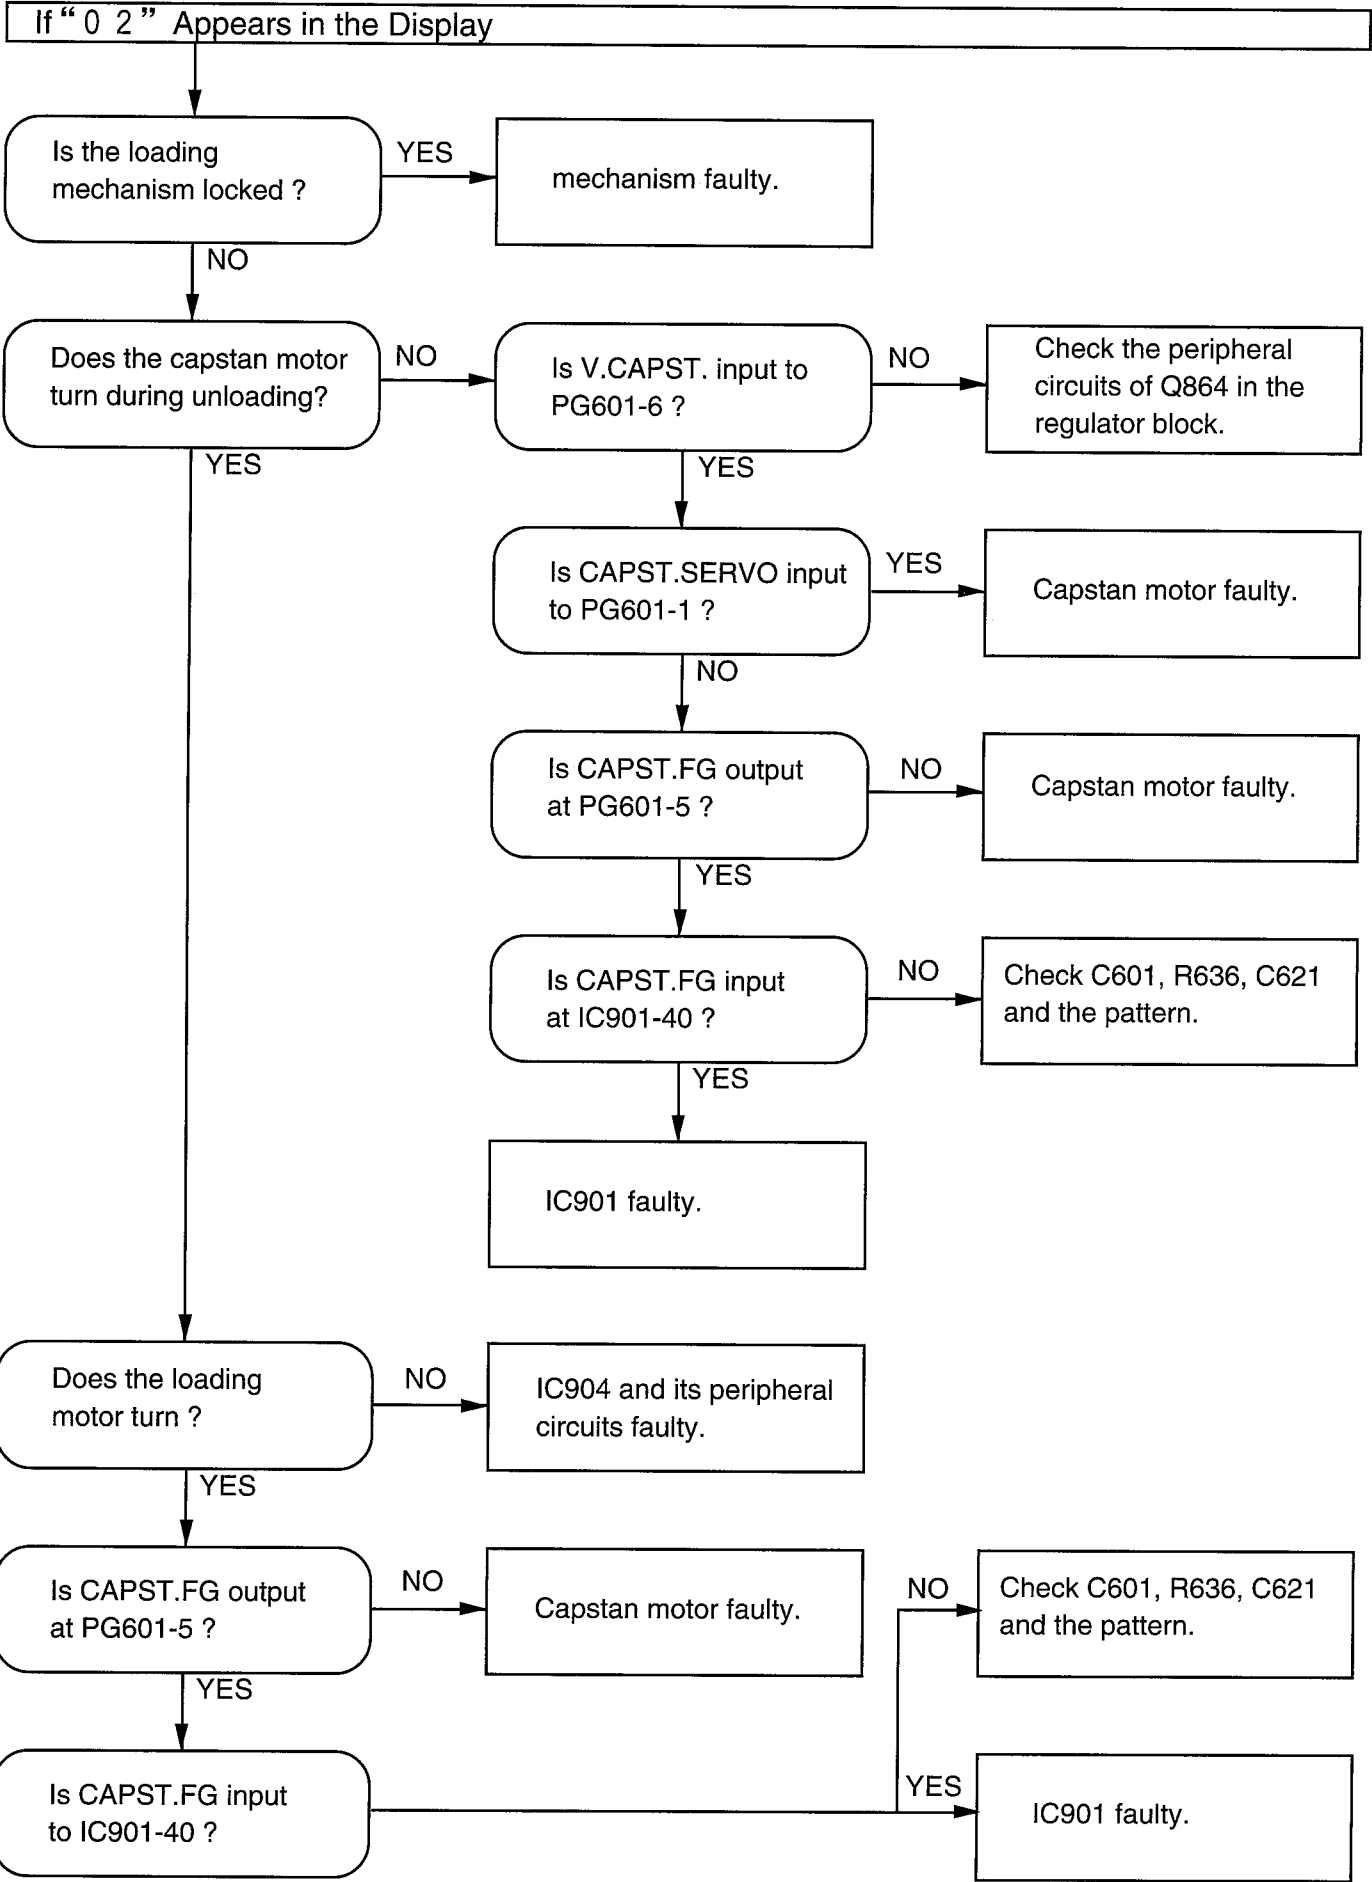 If “ 0 2 ” Appears in the Display
Is the loading
mechanism locked ?
YES
mechanism faulty.
NO
Does the capstan motor
turn during unloading?
NO
Is V.CAPST. input to
PG601-6 ?
NO
Check the peripheral
circuits of Q864 in the
regulator block.
YES
YES
Is CAPST.SERVO input
to PG601-1 ?
YES
Capstan motor faulty.
NO
Is CAPST.FG output
at PG601-5 ?
NO
Capstan motor faulty.
YES
Is CAPST.FG input
at IC901-40 ?
NO
Check C601, R636, C621
and the pattern.
YES
IC901 faulty.
Does the loading
motor turn ?
NO
IC904 and its peripheral
circuits faulty.
YES
Is CAPST.FG output
at PG601-5 ?
NO
Capstan motor faulty.
NO
Check C601, R636, C621
and the pattern.
YES
Is CAPST.FG input
to IC901-40 ?
YES
IC901 faulty.